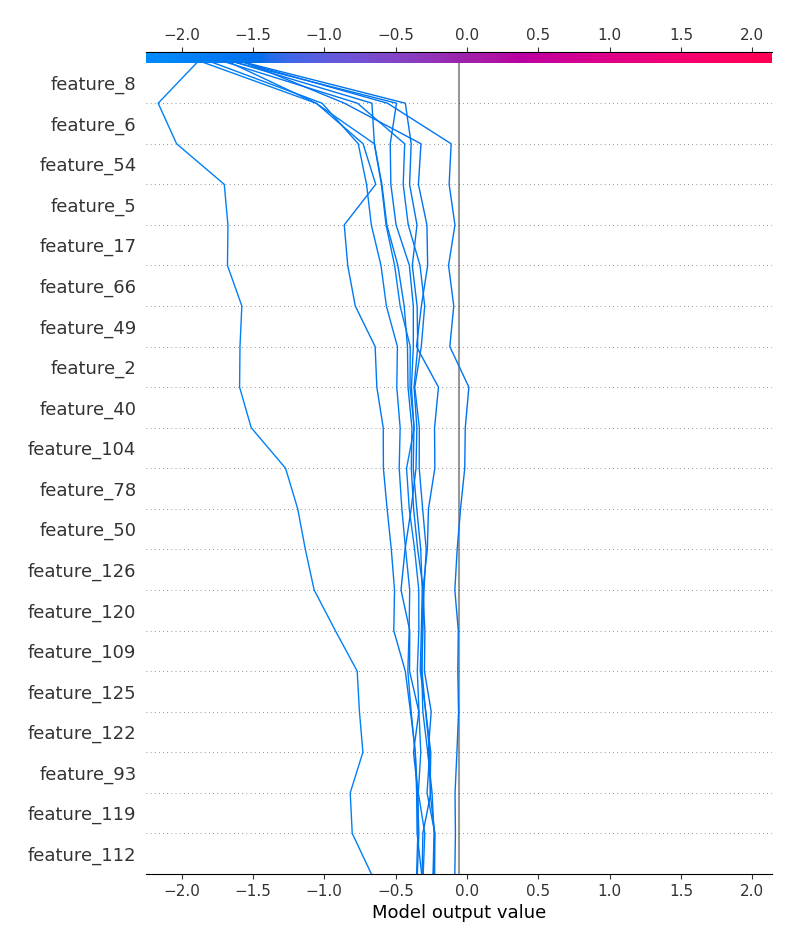 −2.0 −1.5 −1.0 −0.5 0.0 0.5 1.0 1.5 2.0
feature_8
feature_6
feature_54
feature_5
feature_17
feature_66
feature_49
feature_2
feature_40
feature_104
feature_78
feature_50
feature_126
feature_120
feature_109
feature_125
feature_122
feature_93
feature_119
feature_112
−2.0 −1.5 −1.0 −0.5 0.0 0.5 1.0 1.5 2.0
Model output value